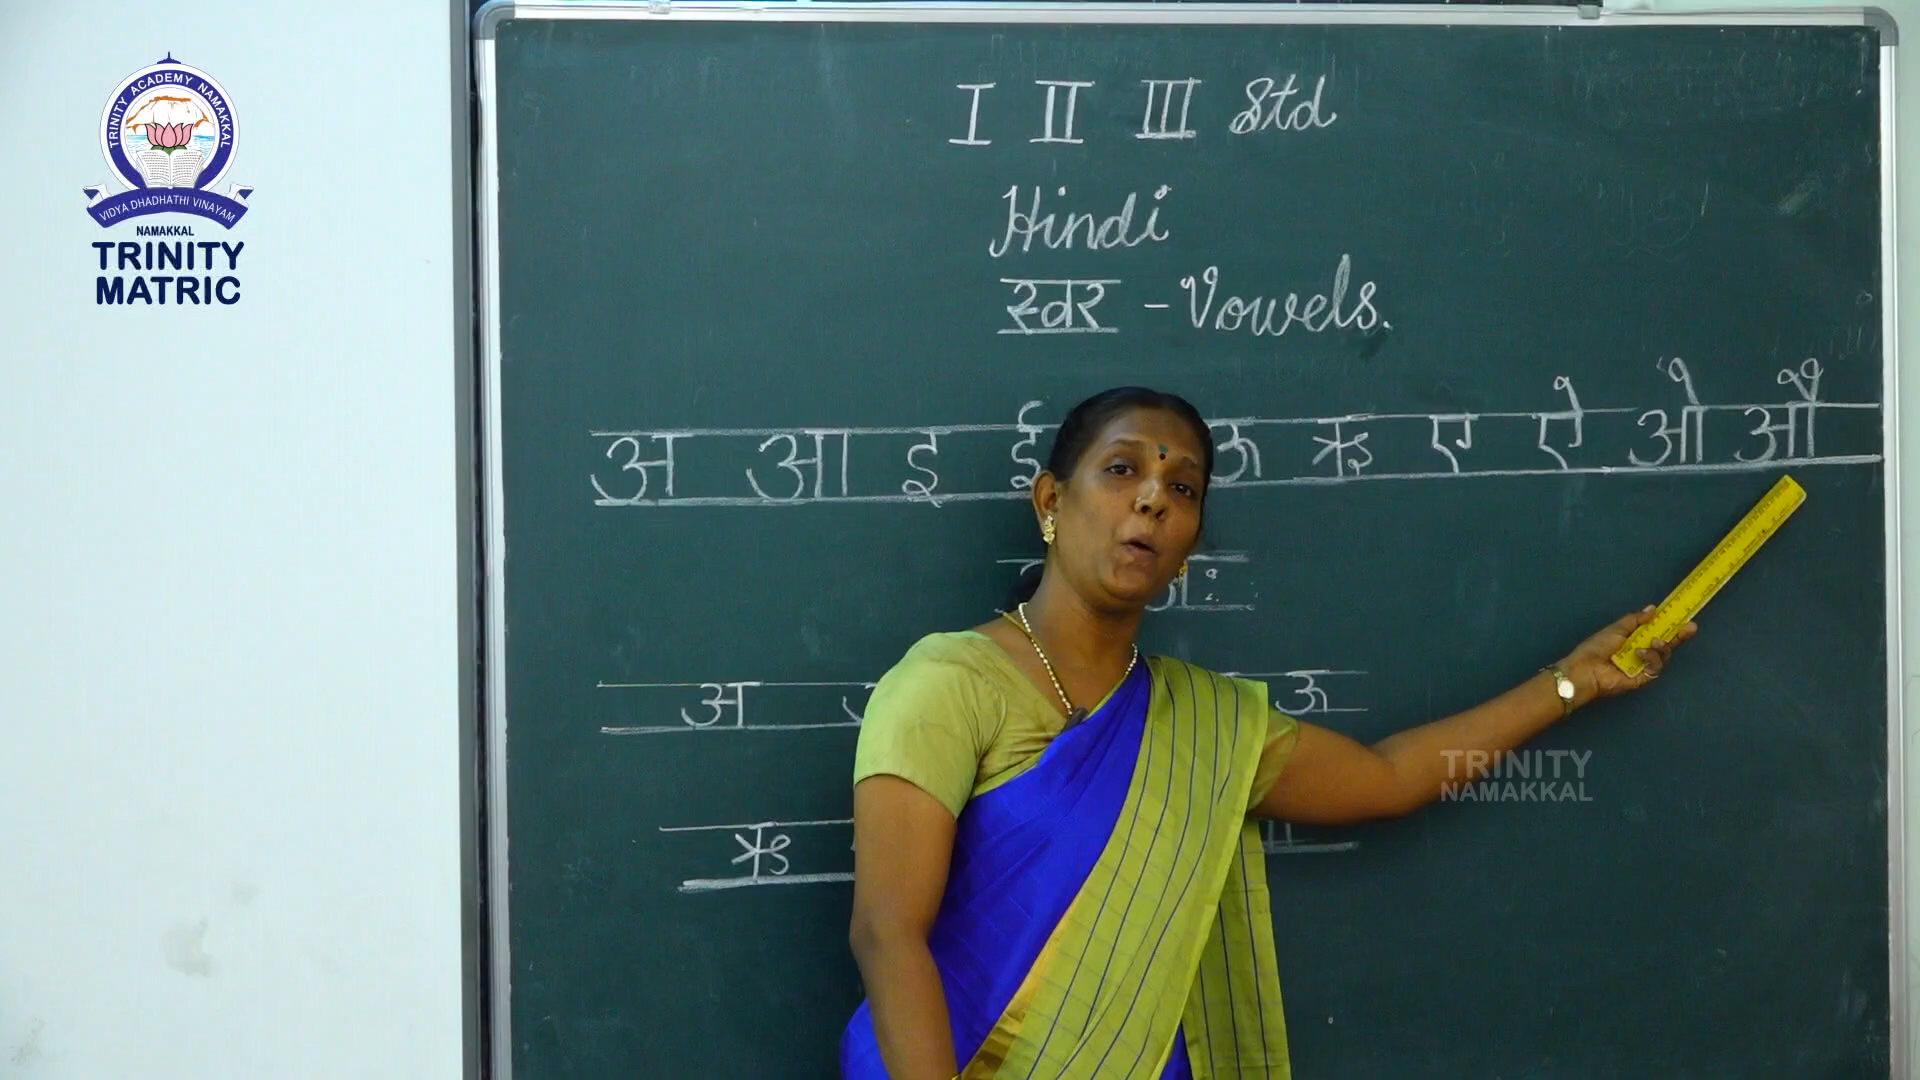 TRINITY ACADEMY NAMAKKAL
VIDYA DHADHATHI VINAYAM
NAMAKKAL
TRINITY
MATRIC
I II III Std
Hindi
स्वर - Vowels.
अ आ इ ई ऊ ऋ ए ऐ ओ औ
अ ऊ
ऋ
TRINITY
NAMAKKAL